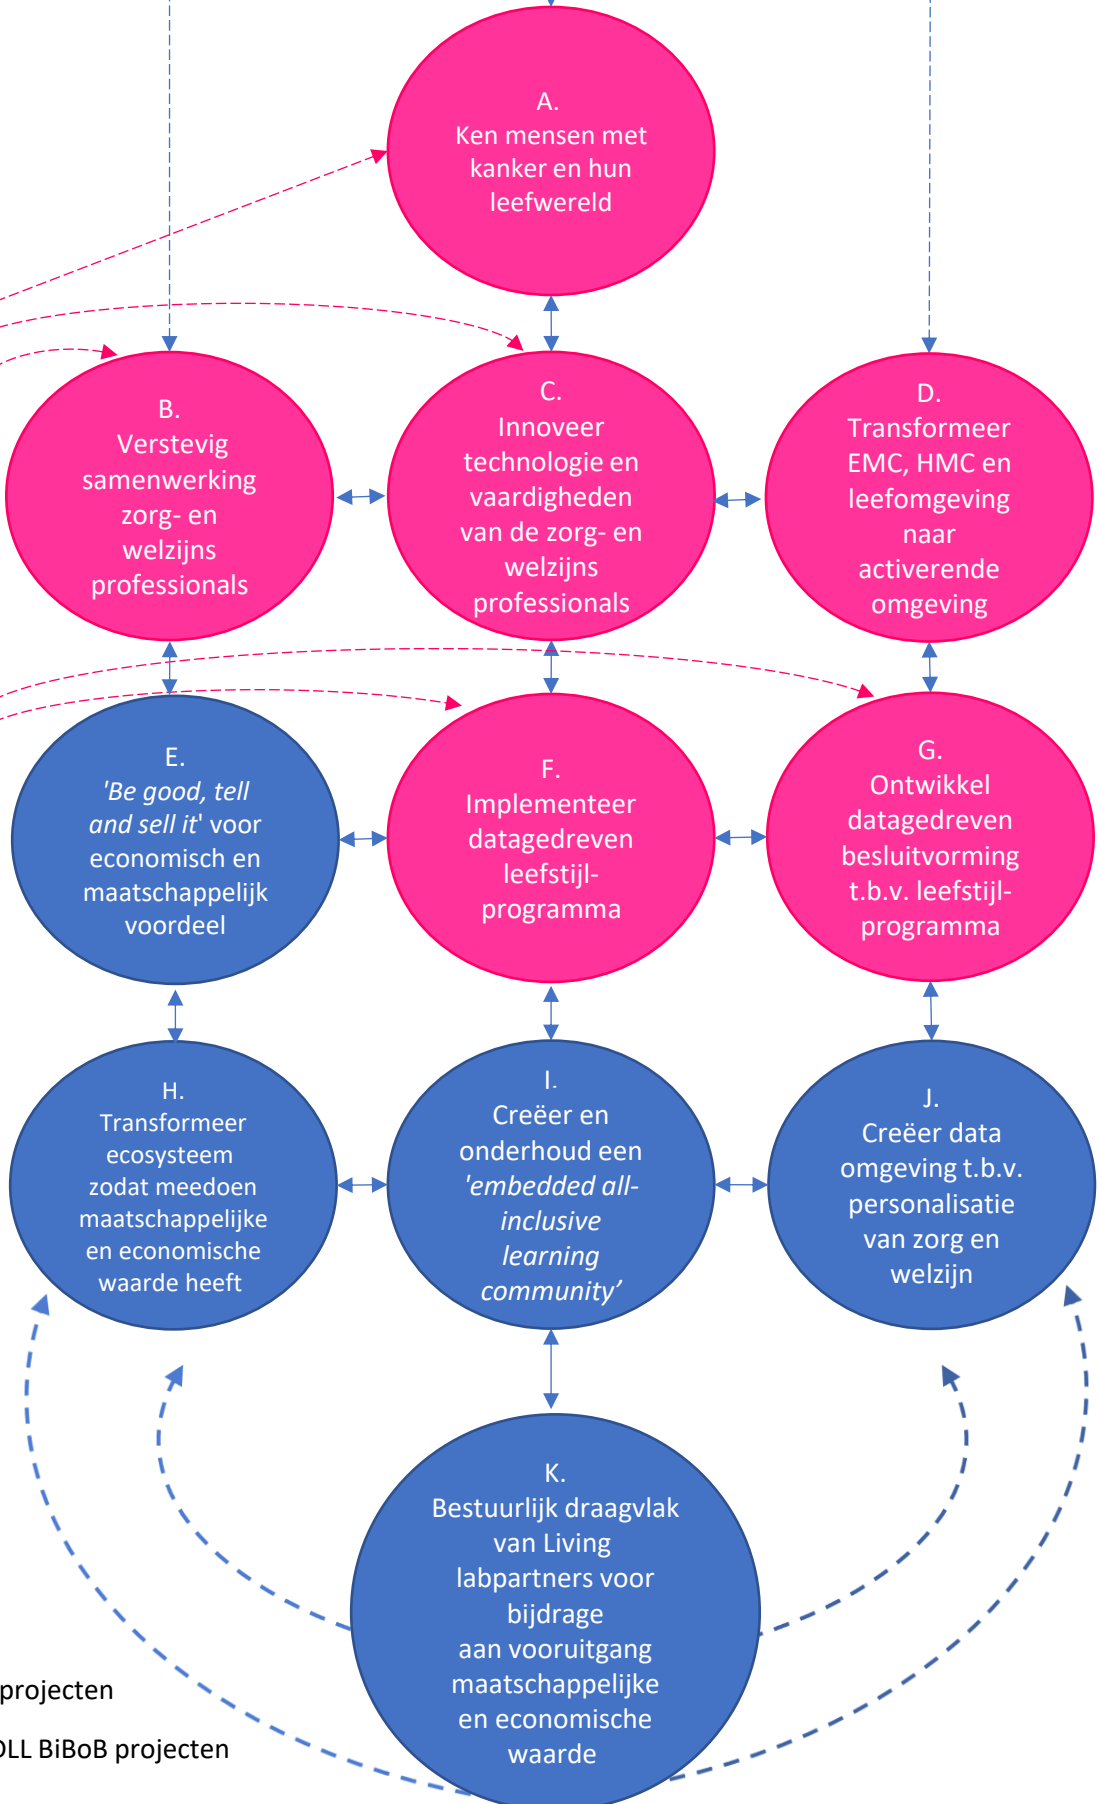 A.
Ken mensen met
kanker en hun
leefwereld
B.
Verstevig
samenwerking
zorg- en
welzijns
professionals
C.
Innoveer
technologie en
vaardigheden
van de zorg- en
welzijns
professionals
D.
Transformeer
EMC, HMC en
leefomgeving
naar
activerende
omgeving
E.
'Be good, tell
and sell it' voor
economisch en
maatschappelijk
voordeel
F.
Implementeer
datagedreven
leefstijl-
programma
G.
Ontwikkel
datagedreven
besluitvorming
t.b.v. leefstijl-
programma
H.
Transformeer
ecosysteem
zodat meedoen
maatschappelijke
en economische
waarde heeft
I.
Creëer en
onderhoud een
'embedded all-
inclusive
learning
community’
J.
Creëer data
omgeving t.b.v.
personalisatie
van zorg en
welzijn
K.
Bestuurlijk draagvlak
van Living
labpartners voor
bijdrage
aan vooruitgang
maatschappelijke
en economische
waarde
projecten
OLL BiBoB projecten